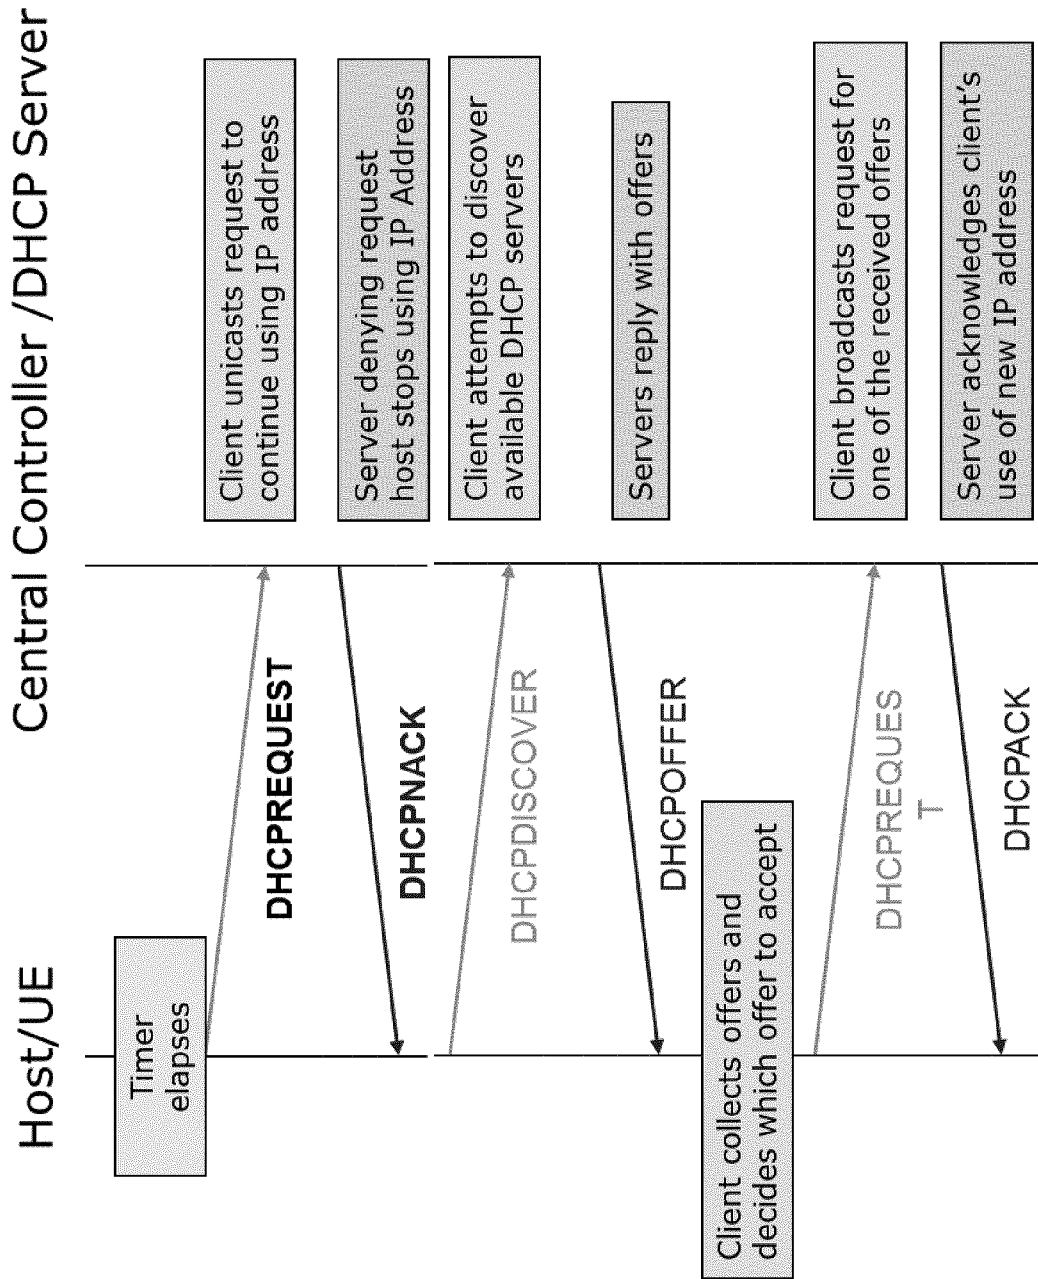 Host/UE
Central Controller /DHCP Server
Timer
elapses
Client unicasts request to
continue using IP address
DHCPREQUEST
Server denying request
host stops using IP Address
DHCPNACK
Client attempts to discover
available DHCP servers
DHCPDISCOVER
Servers reply with offers
DHCPOFFER
Client collects offers and
decides which offer to accept
Client broadcasts request for
one of the received offers
DHCPREQUES
T
Server acknowledges client's
use of new IP address
DHCPACK